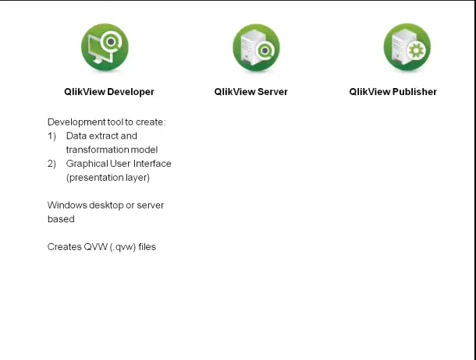 QlikView Developer
QlikView Server
QlikView Publisher
Development tool to create:
1) Data extract and
transformation model
2) Graphical User Interface
(presentation layer)
Windows desktop or server
based
Creates QVW (.qvw) files